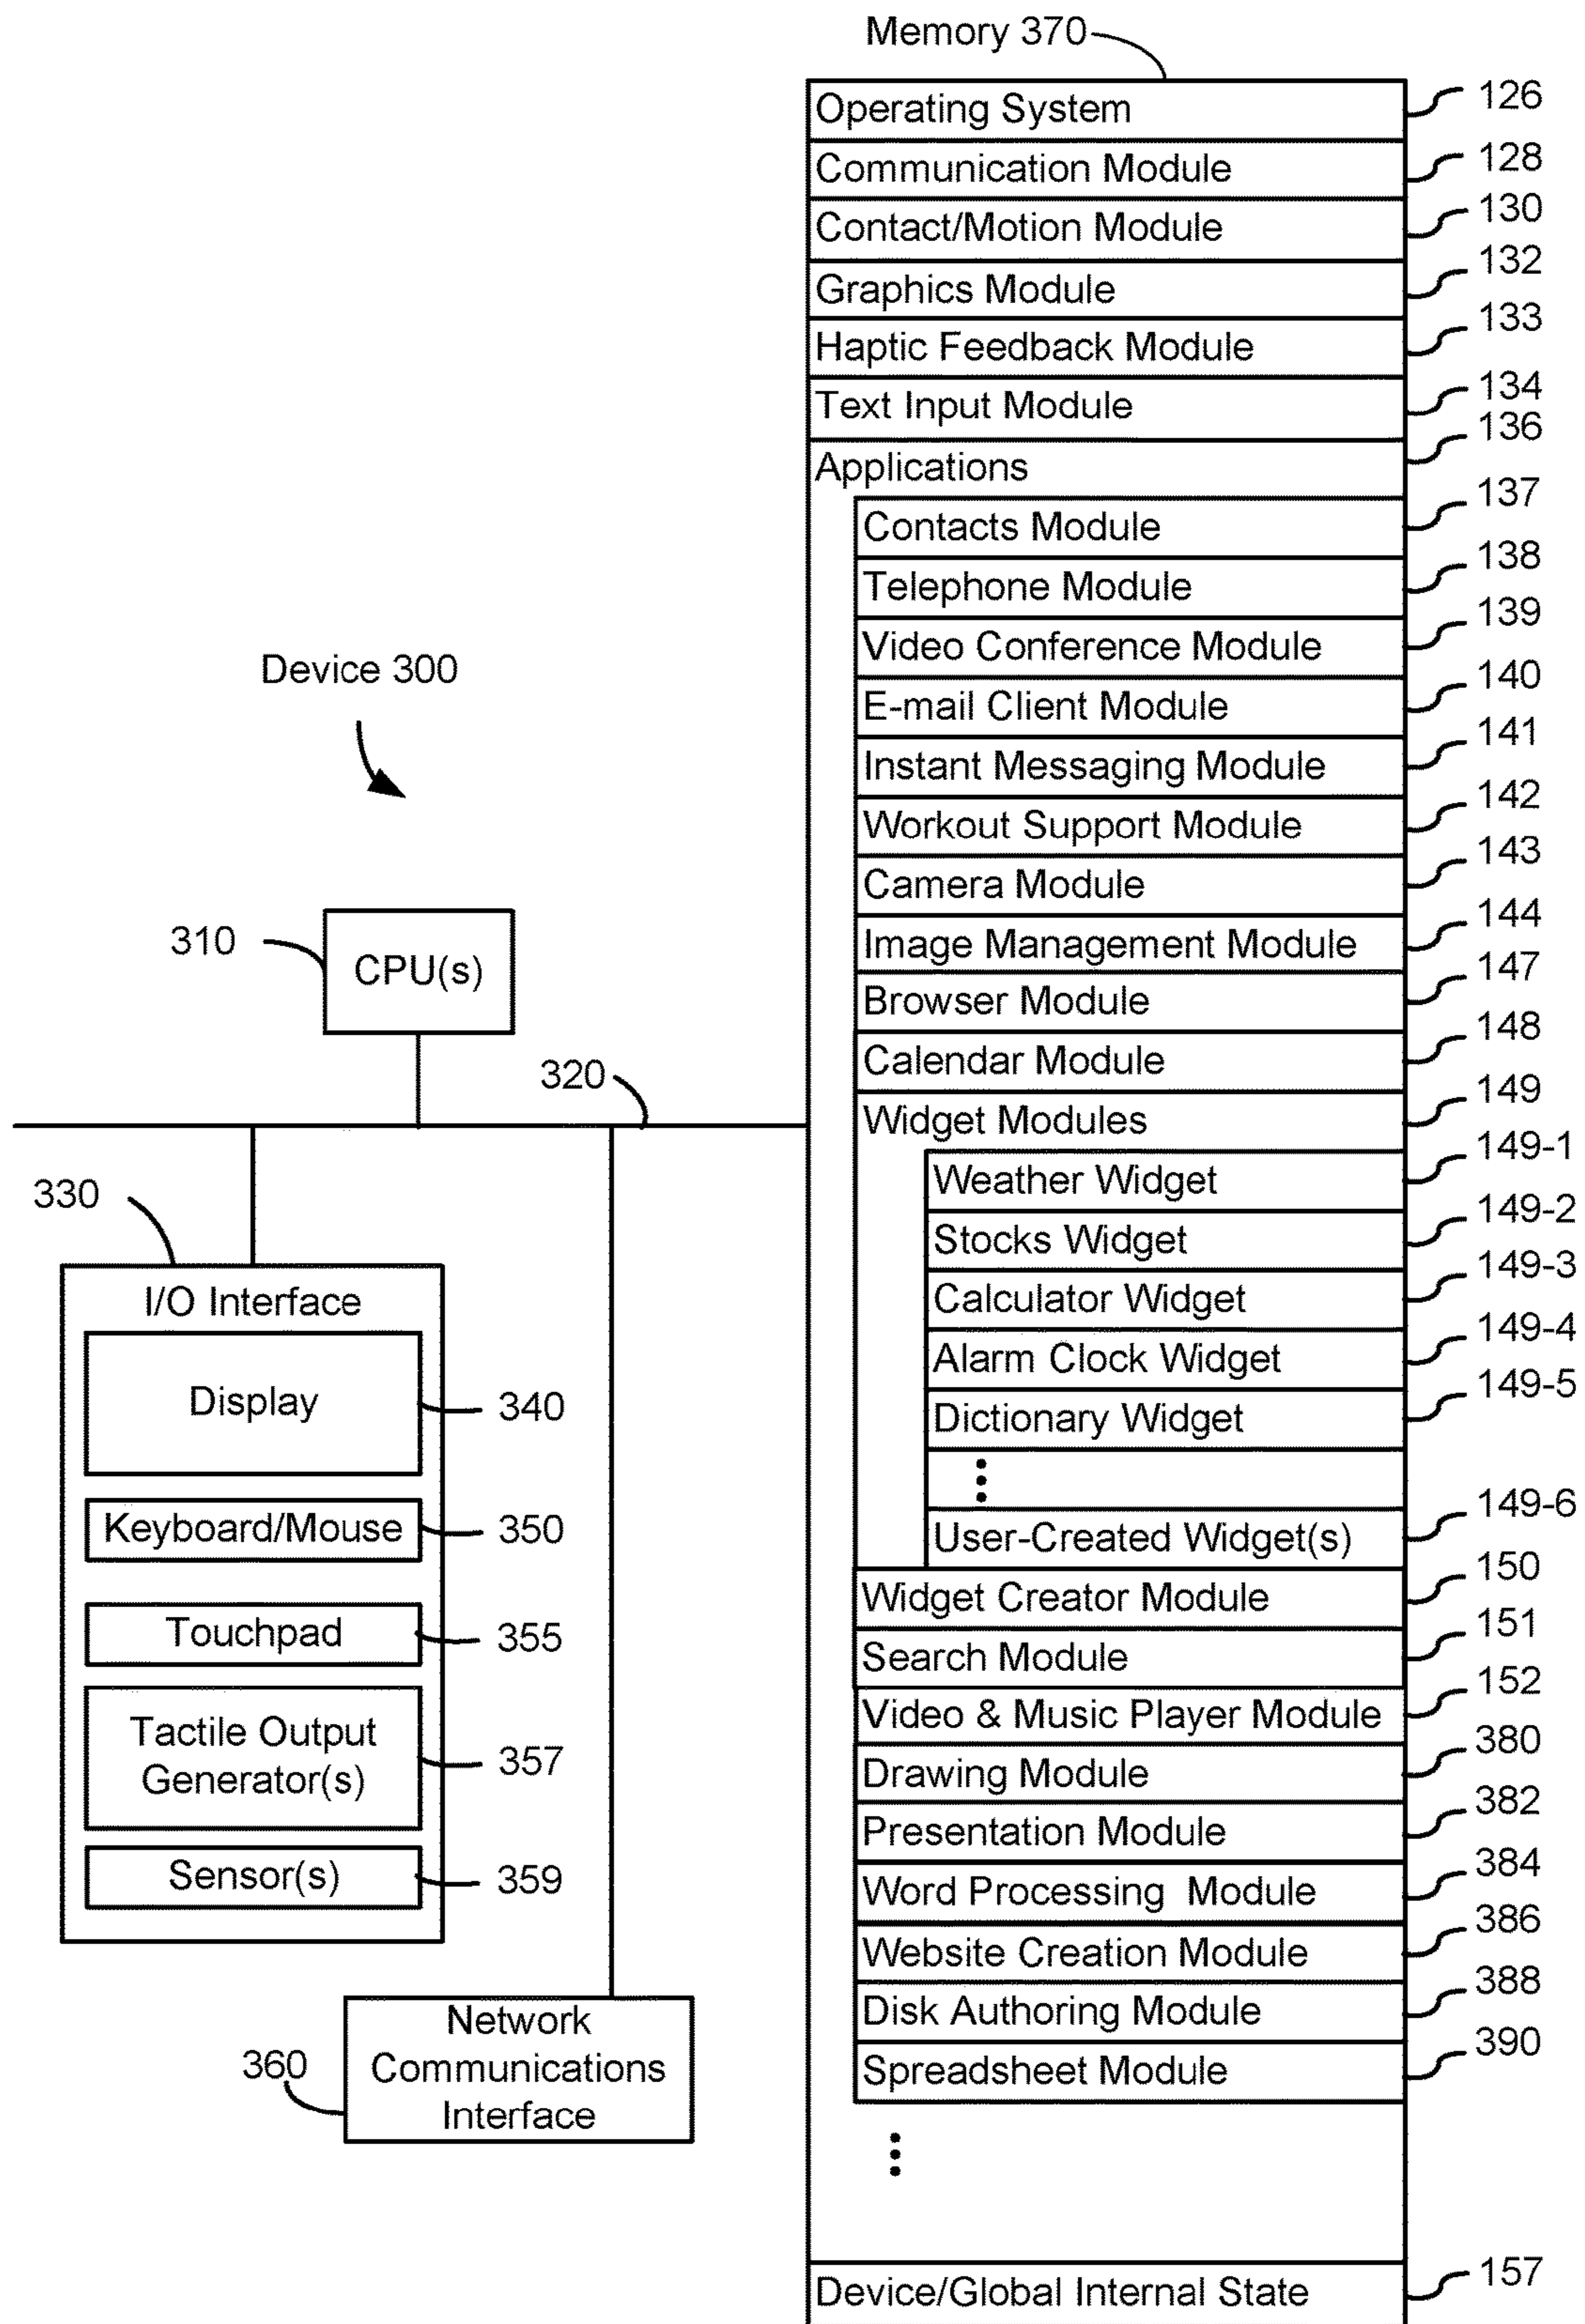 Memory 370
Operating System 126
Communication Module 128
Contact/Motion Module 130
Graphics Module 132
Haptic Feedback Module 133
Text Input Module 134
Applications 136
Contacts Module 137
Telephone Module 138
Video Conference Module 139
E-mail Client Module 140
Instant Messaging Module 141
Workout Support Module 142
Camera Module 143
Image Management Module 144
Browser Module 147
Calendar Module 148
Widget Modules 149
Weather Widget 149-1
Stocks Widget 149-2
Calculator Widget 149-3
Alarm Clock Widget 149-4
Dictionary Widget 149-5
User-Created Widget(s) 149-6
Widget Creator Module 150
Search Module 151
Video & Music Player Module 152
Drawing Module 380
Presentation Module 382
Word Processing Module 384
Website Creation Module 386
Disk Authoring Module 388
Spreadsheet Module 390
Device/Global Internal State 157
Device 300
310
CPU(s)
320
330
I/O Interface
Display 340
Keyboard/Mouse 350
Touchpad 355
Tactile Output
Generator(s) 357
Sensor(s) 359
360
Network
Communications
Interface